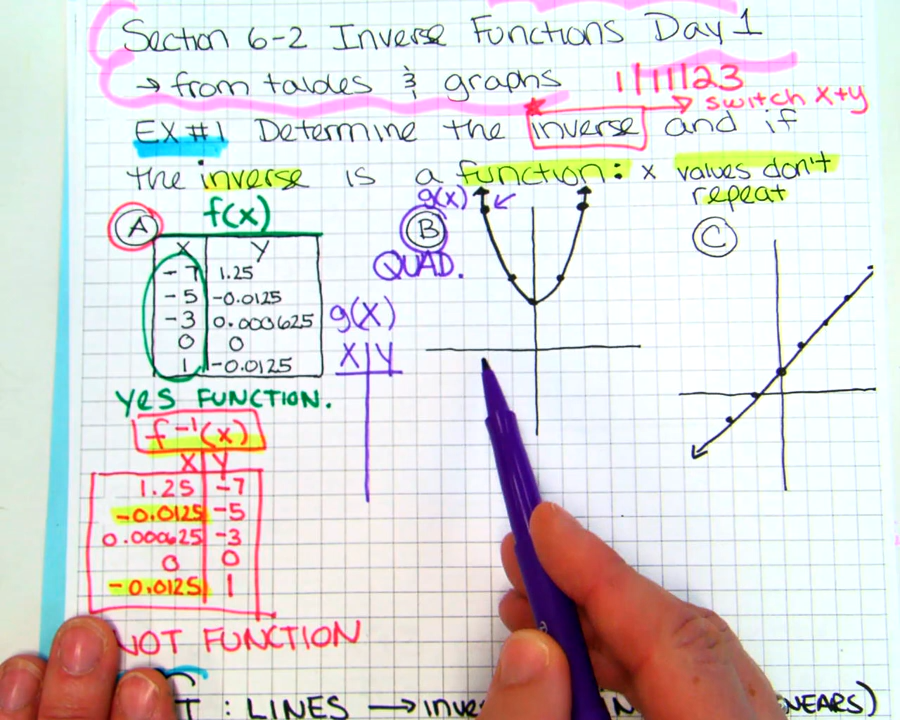 Section 6-2 Inverse Functions Day 1
→ from tables & graphs 1/11/23
→ switch x+y
EX #1 Determine the inverse and if
the inverse is a function: x values don't
repeat
A f(x)
x y
-7 1.25
-5 -0.0125
-3 0.000625
0 0
1 -0.0125
YES FUNCTION.
f⁻¹(x)
X Y
1.25 -7
-0.0125 -5
0.000625 -3
0 0
-0.0125 1
NOT FUNCTION
g(x)
B
QUAD.
g(x)
X Y
C
: LINES → inve
NEARS)